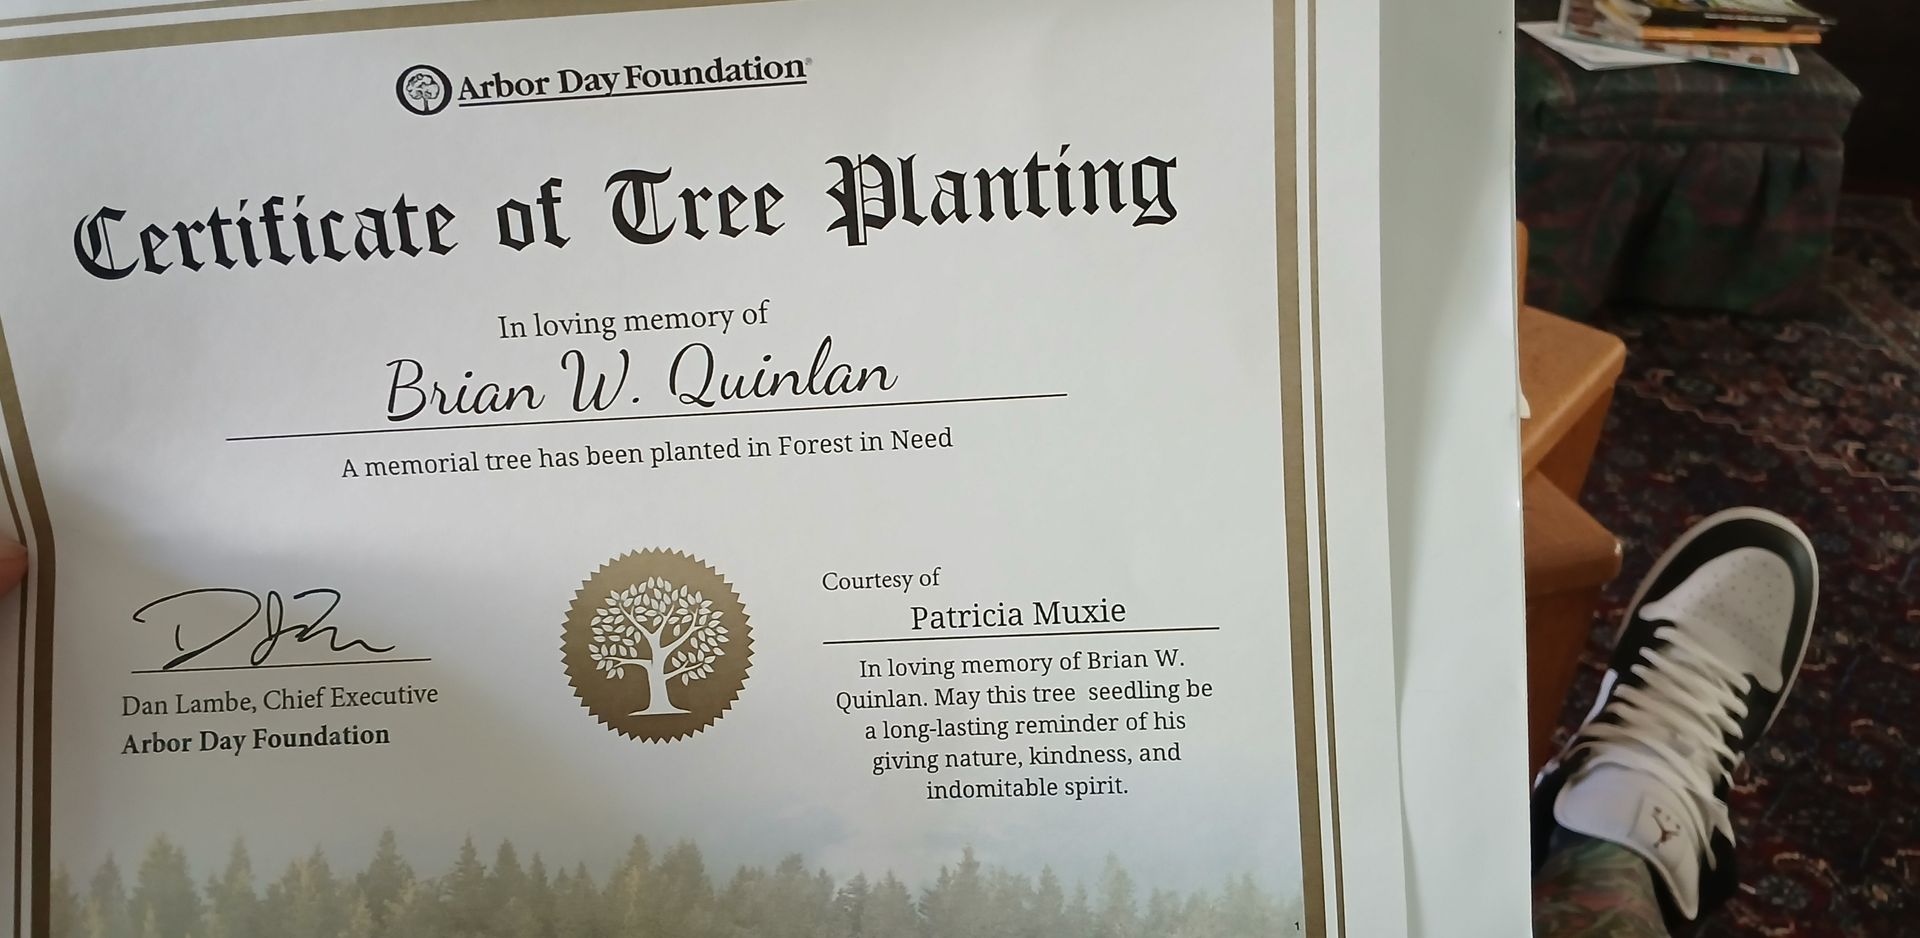 Arbor Day Foundation®
Certificate of Tree Planting
In loving memory of
Brian W. Quinlan
A memorial tree has been planted in Forest in Need
Dan Lambe, Chief Executive
Arbor Day Foundation
Courtesy of
Patricia Muxie
In loving memory of Brian W.
Quinlan. May this tree seedling be
a long-lasting reminder of his
giving nature, kindness, and
indomitable spirit.
1